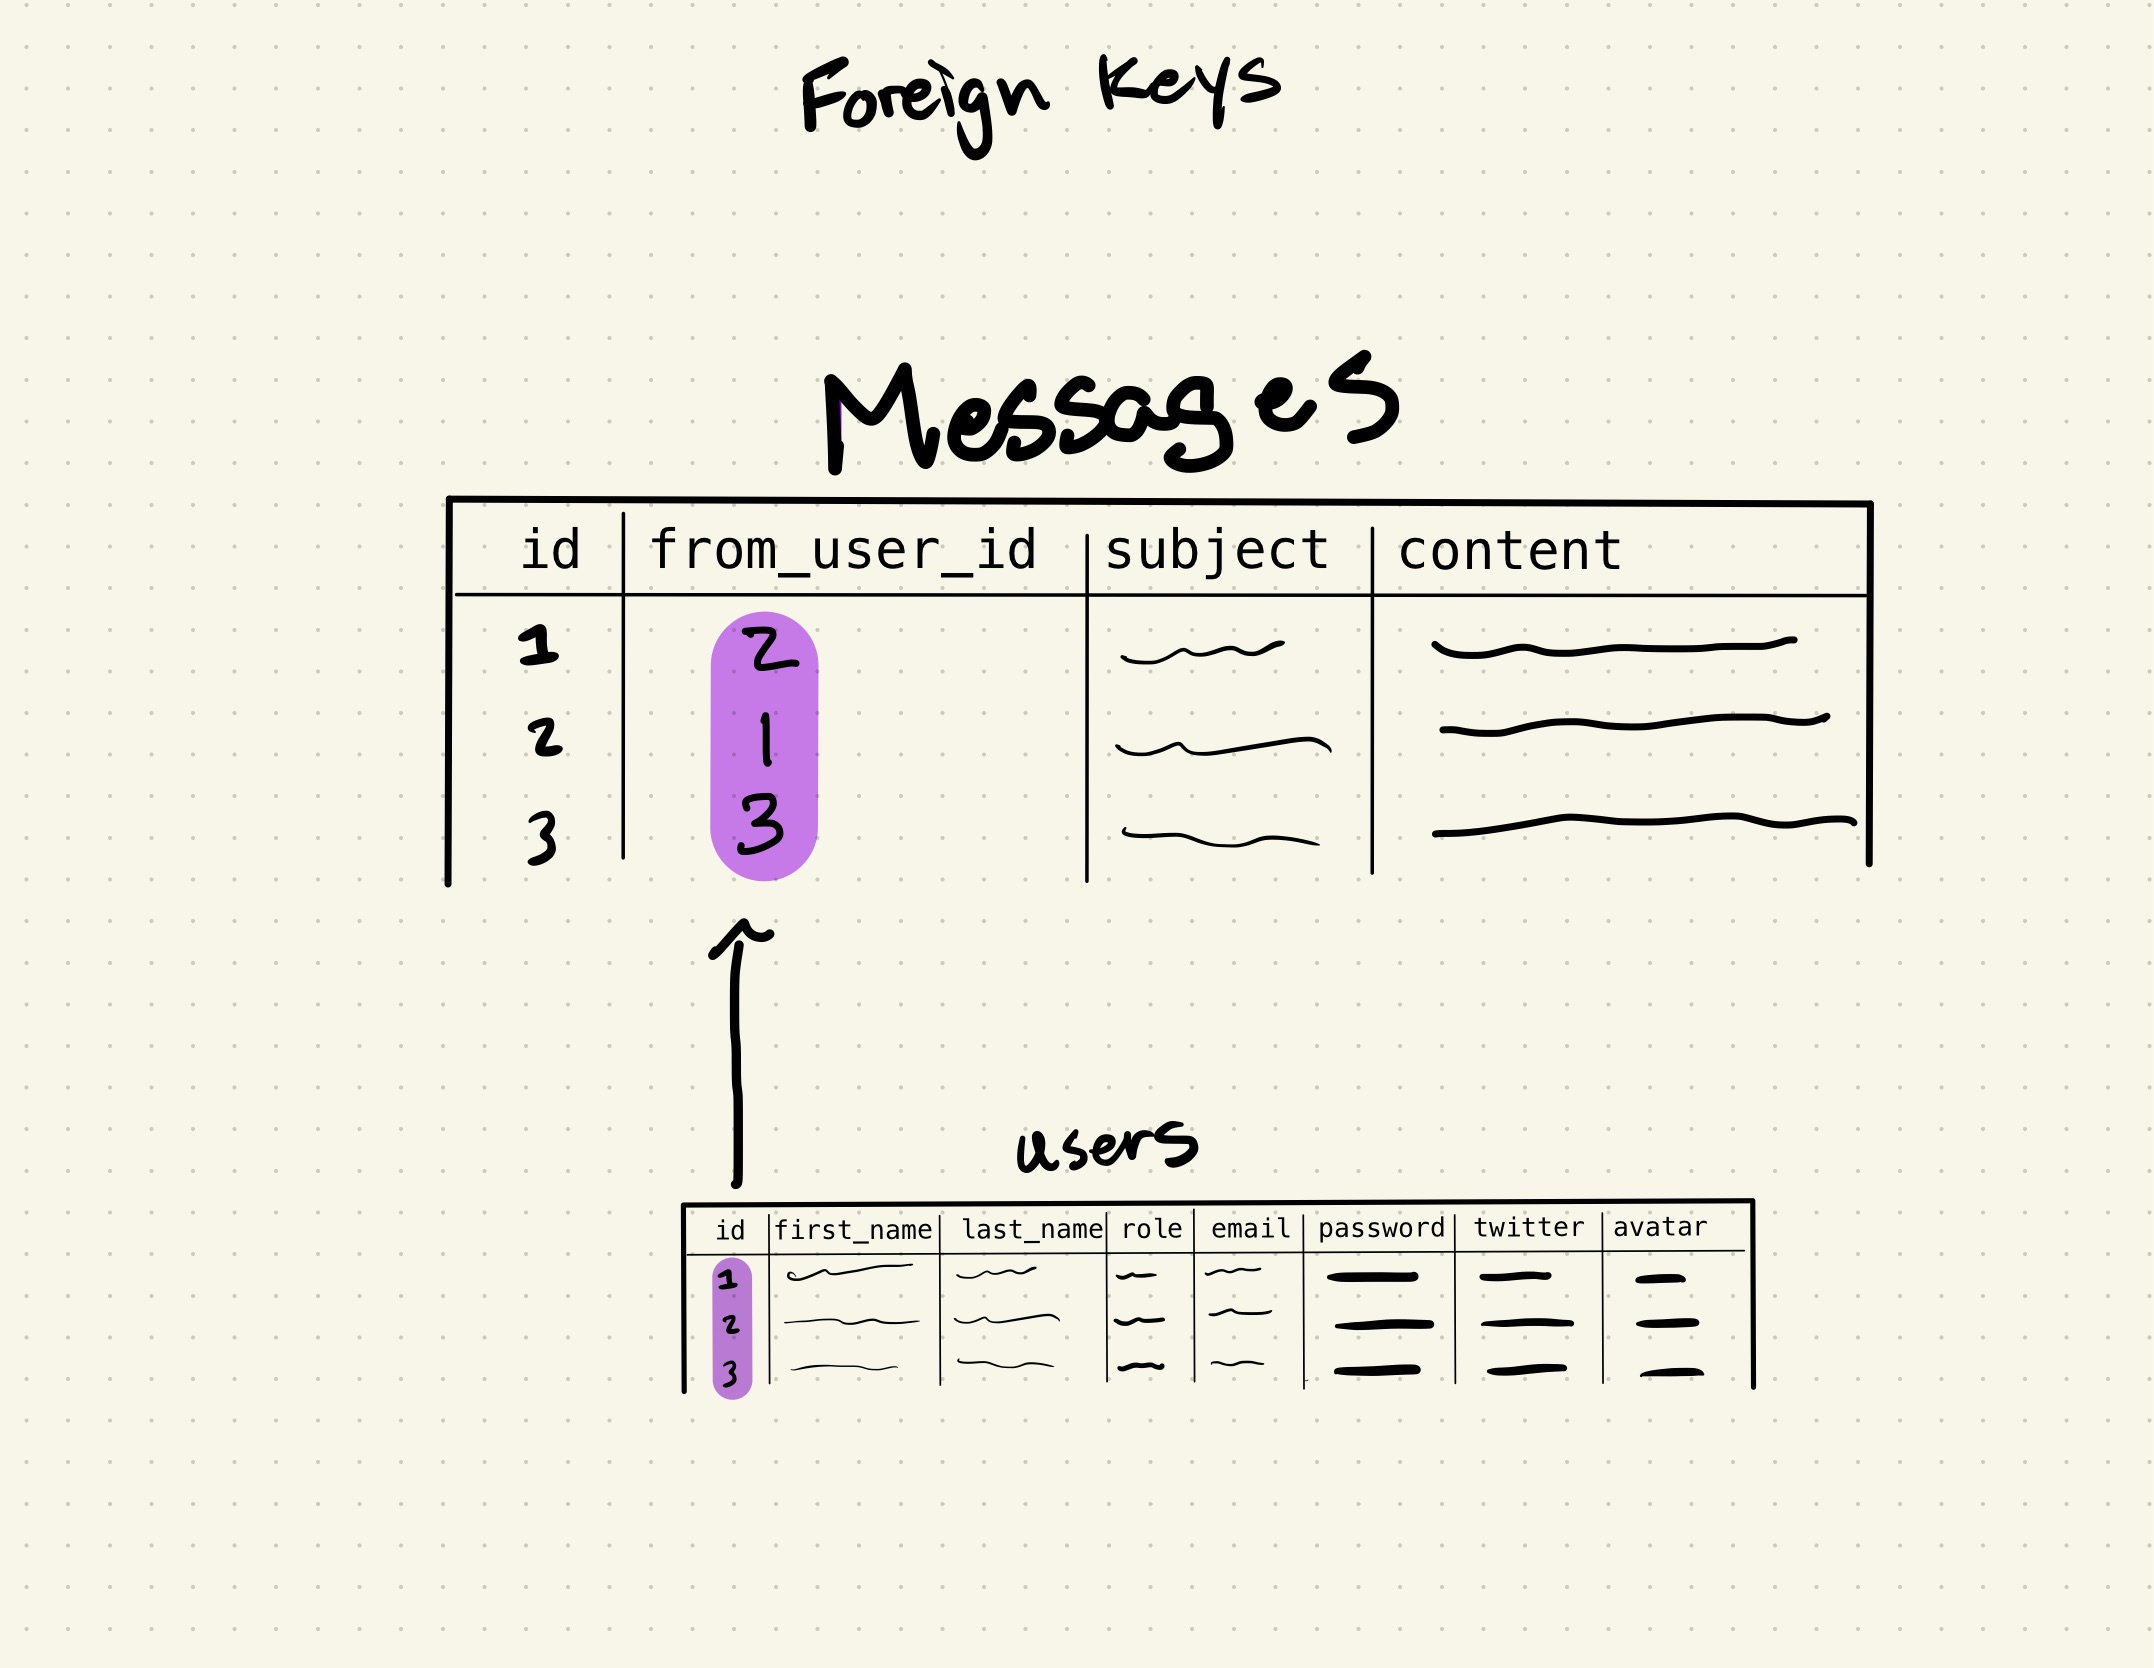 Foreign Keys
Messages
id from_user_id subject content
1 2
2 1
3 3
users
id first_name last_name role email password twitter avatar
1
2
3